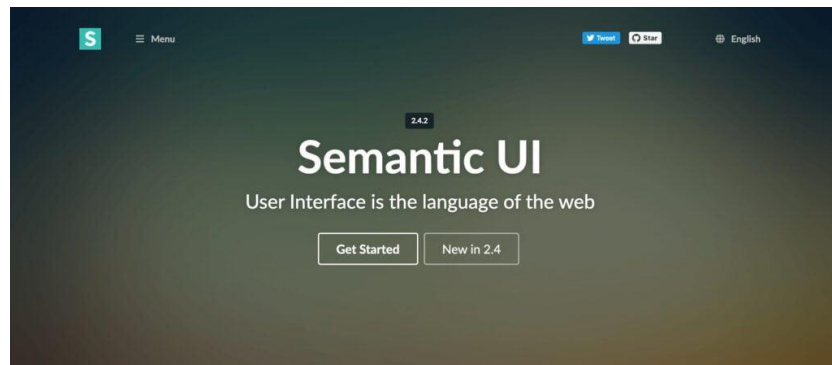 S
Menu
Tweet
Star
English
2.4.2
Semantic UI
User Interface is the language of the web
Get Started
New in 2.4